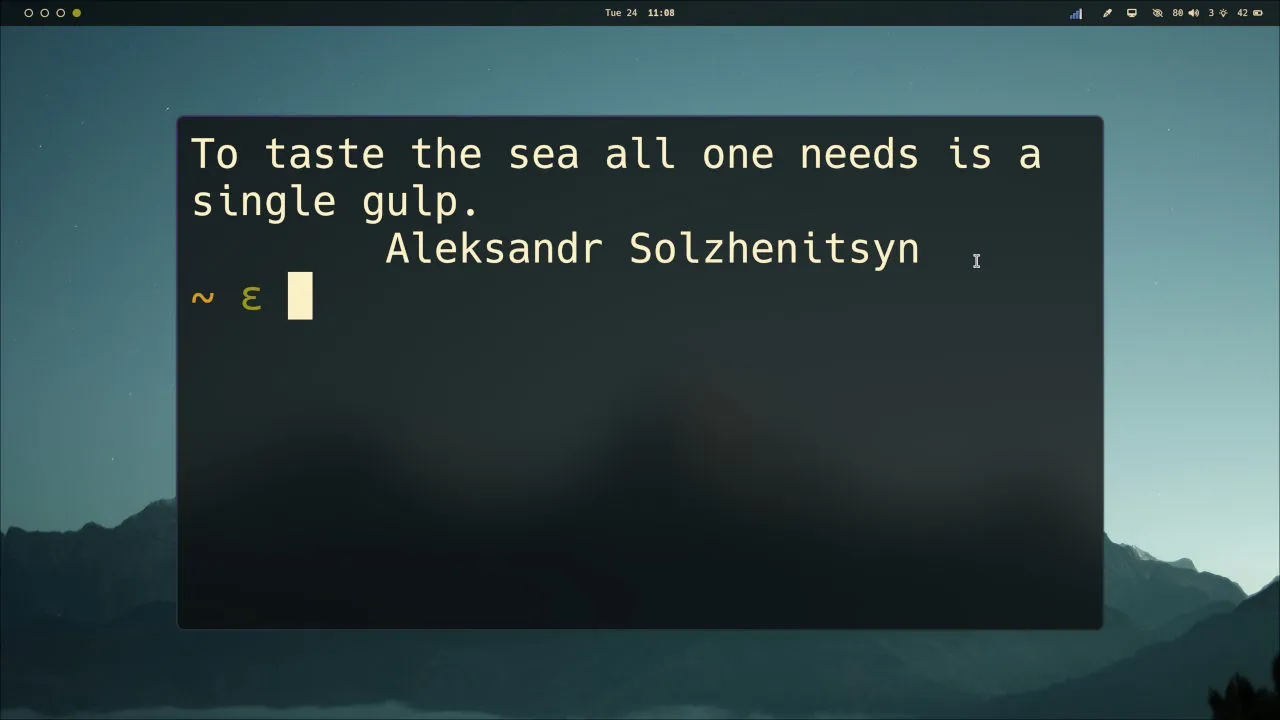 Tue 24 11:08
80 3 42
To taste the sea all one needs is a
single gulp.
Aleksandr Solzhenitsyn
~ ε